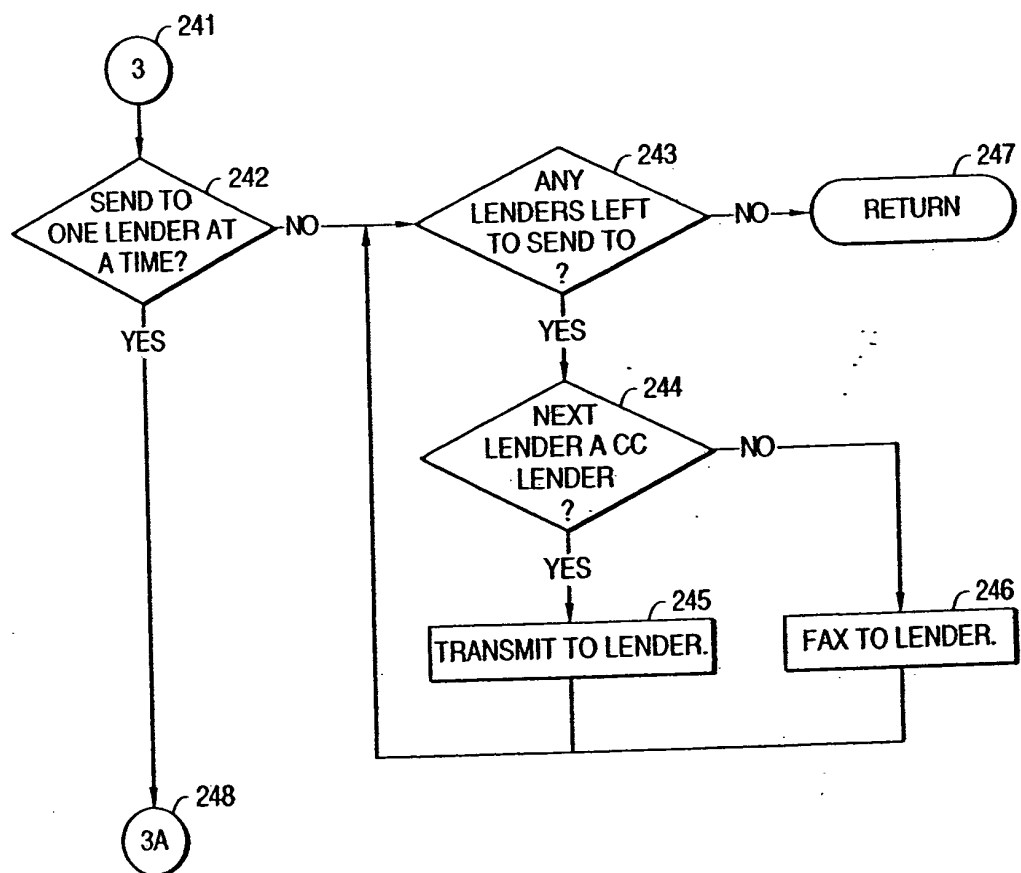 241
3
242
SEND TO
ONE LENDER AT
A TIME?
NO
YES
243
ANY
LENDERS LEFT
TO SEND TO
?
NO
247
RETURN
YES
244
NEXT
LENDER A CC
LENDER
?
NO
YES
245
TRANSMIT TO LENDER.
246
FAX TO LENDER.
248
3A